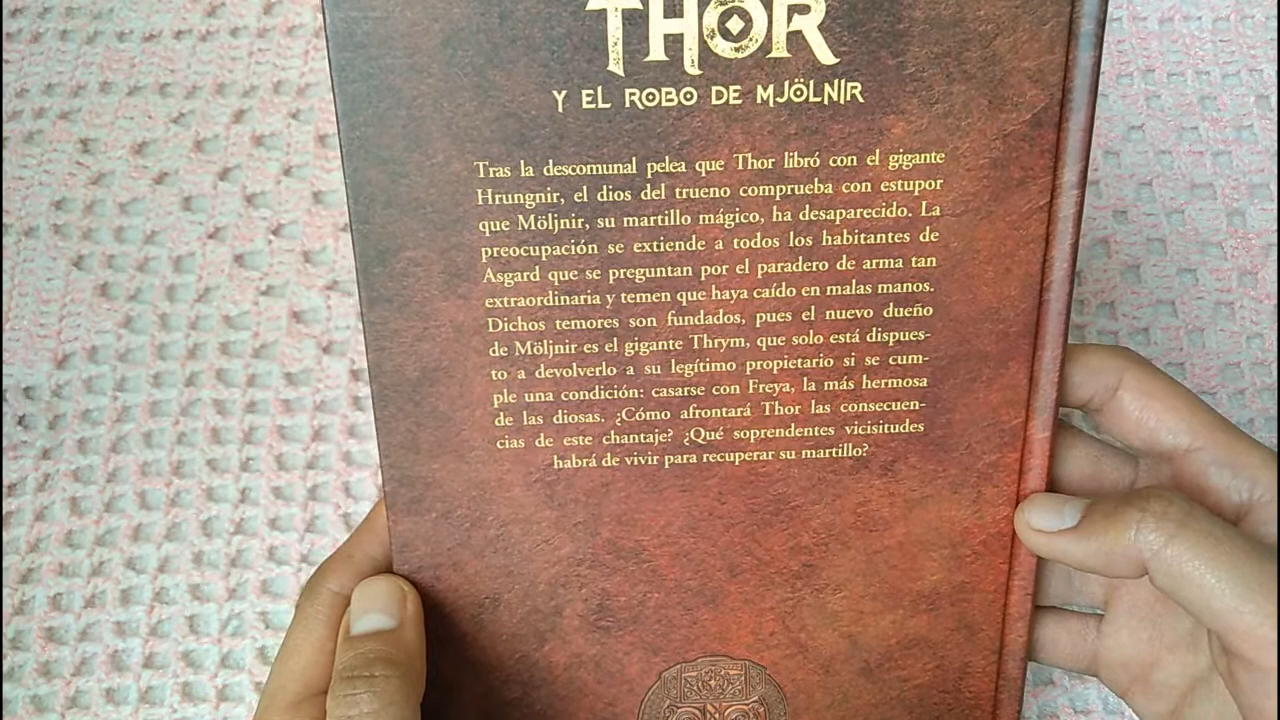 THOR
Y EL ROBO DE MJÖLNIR
Tras la descomunal pelea que Thor libró con el gigante
Hrungnir, el dios del trueno comprueba con estupor
que Möljnir, su martillo mágico, ha desaparecido. La
preocupación se extiende a todos los habitantes de
Asgard que se preguntan por el paradero de arma tan
extraordinaria y temen que haya caído en malas manos.
Dichos temores son fundados, pues el nuevo dueño
de Möljnir es el gigante Thrym, que solo está dispues-
to a devolverlo a su legítimo propietario si se cum-
ple una condición: casarse con Freya, la más hermosa
de las diosas. ¿Cómo afrontará Thor las consecuen-
cias de este chantaje? ¿Qué soprendentes vicisitudes
habrá de vivir para recuperar su martillo?